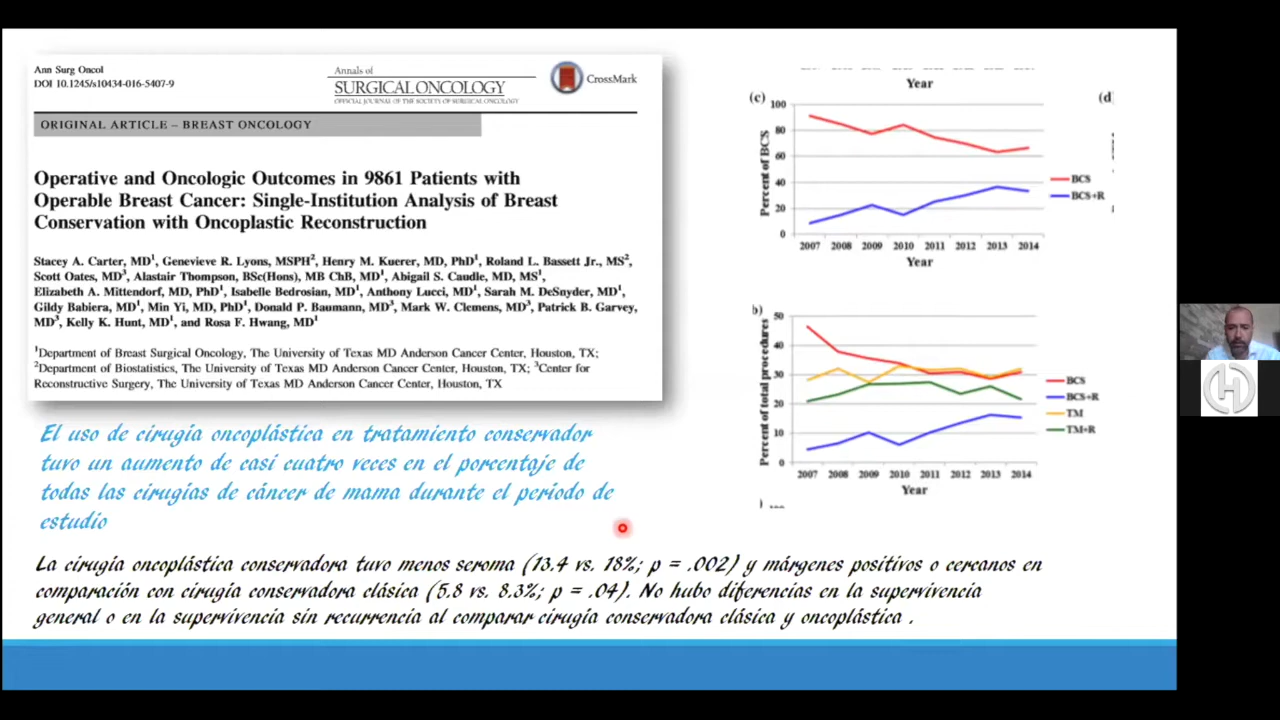 Ann Surg Oncol
DOI 10.1245/s10434-016-5407-9
Annals of
SURGICAL ONCOLOGY
OFFICIAL JOURNAL OF THE SOCIETY OF SURGICAL ONCOLOGY
CrossMark
ORIGINAL ARTICLE – BREAST ONCOLOGY
Operative and Oncologic Outcomes in 9861 Patients with
Operable Breast Cancer: Single-Institution Analysis of Breast
Conservation with Oncoplastic Reconstruction
Stacey A. Carter, MD1, Genevieve R. Lyons, MSPH2, Henry M. Kuerer, MD, PhD1, Roland L. Bassett Jr., MS2,
Scott Oates, MD3, Alastair Thompson, BSc(Hons), MB ChB, MD1, Abigail S. Caudle, MD, MS1,
Elizabeth A. Mittendorf, MD, PhD1, Isabelle Bedrosian, MD1, Anthony Lucci, MD1, Sarah M. DeSnyder, MD1,
Gildy Babiera, MD1, Min Yi, MD, PhD1, Donald P. Baumann, MD3, Mark W. Clemens, MD3, Patrick B. Garvey,
MD3, Kelly K. Hunt, MD1, and Rosa F. Hwang, MD1
1Department of Breast Surgical Oncology, The University of Texas MD Anderson Cancer Center, Houston, TX;
2Department of Biostatistics, The University of Texas MD Anderson Cancer Center, Houston, TX; 3Center for
Reconstructive Surgery, The University of Texas MD Anderson Cancer Center, Houston, TX
El uso de cirugía oncoplástica en tratamiento conservador
tuvo un aumento de casi cuatro veces en el porcentaje de
todas las cirugías de cáncer de mama durante el período de
estudio
La cirugía oncoplástica conservadora tuvo menos seroma (13.4 vs. 18%; p = .002) y márgenes positivos o cercanos en
comparación con cirugía conservadora clásica (5.8 vs. 8.3%; p = .04). No hubo diferencias en la supervivencia
general o en la supervivencia sin recurrencia al comparar cirugía conservadora clásica y oncoplástica .
Year
(c)
(d)
Percent of BCS
100
80
60
40
20
0
2007 2008 2009 2010 2011 2012 2013 2014
Year
BCS
BCS+R
b)
Percent of total procedures
50
40
30
20
10
0
2007 2008 2009 2010 2011 2012 2013 2014
Year
BCS
BCS+R
TM
TM+R